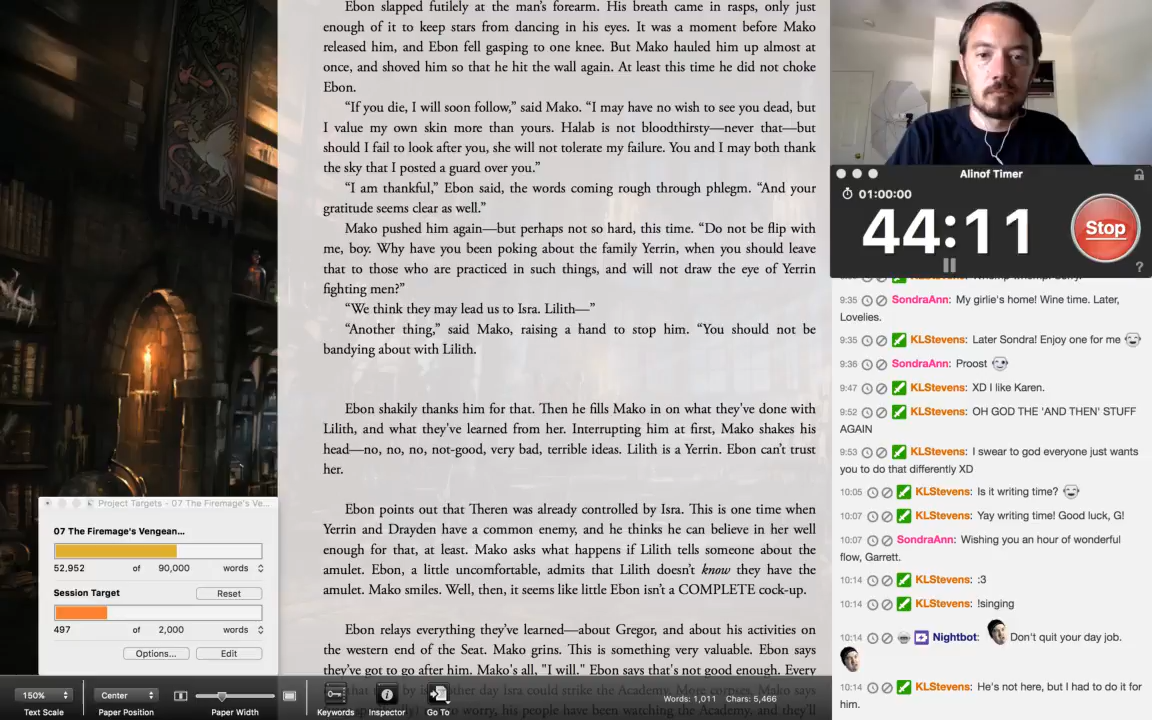 Ebon slapped futilely at the man's forearm. His breath came in rasps, only just
enough of it to keep stars from dancing in his eyes. It was a moment before Mako
released him, and Ebon fell gasping to one knee. But Mako hauled him up almost at
once, and shoved him so that he hit the wall again. At least this time he did not choke
Ebon.
“If you die, I will soon follow,” said Mako. “I may have no wish to see you dead, but
I value my own skin more than yours. Halab is not bloodthirsty—never that—but
should I fail to look after you, she will not tolerate my failure. You and I may both thank
the sky that I posted a guard over you.”
“I am thankful,” Ebon said, the words coming rough through phlegm. “And your
gratitude seems clear as well.”
Mako pushed him again—but perhaps not so hard, this time. “Do not be flip with
me, boy. Why have you been poking about the family Yerrin, when you should leave
that to those who are practiced in such things, and will not draw the eye of Yerrin
fighting men?”
“We think they may lead us to Isra. Lilith—”
“Another thing,” said Mako, raising a hand to stop him. “You should not be
bandying about with Lilith.
Ebon shakily thanks him for that. Then he fills Mako in on what they've done with
Lilith, and what they've learned from her. Interrupting him at first, Mako shakes his
head—no, no, no, not-good, very bad, terrible ideas. Lilith is a Yerrin. Ebon can't trust
her.
Ebon points out that Theren was already controlled by Isra. This is one time when
Yerrin and Drayden have a common enemy, and he thinks he can believe in her well
enough for that, at least. Mako asks what happens if Lilith tells someone about the
amulet. Ebon, a little uncomfortable, admits that Lilith doesn't know they have the
amulet. Mako smiles. Well, then, it seems like little Ebon isn't a COMPLETE cock-up.
Ebon relays everything they've learned—about Gregor, and about his activities on
the western end of the Seat. Mako grins. This is something very valuable. Ebon says
they've got to go after him. Mako's all, "I will." Ebon says that's not good enough. Every
other day Isra could strike the Academy.
Project Targets - 07 The Firemage's Ve...
07 The Firemage's Vengean...
52,952 of 90,000 words
Session Target Reset
497 of 2,000 words
Options... Edit
150% Center
Text Scale Paper Position Paper Width Keywords Inspector Go To
Words: 1,011 Chars: 5,466
Alinof Timer
01:00:00
44:11
Stop
?
9:35 SondraAnn: My girlie's home! Wine time. Later,
Lovelies.
9:35 KLStevens: Later Sondra! Enjoy one for me
9:36 SondraAnn: Proost
9:47 KLStevens: XD I like Karen.
9:52 KLStevens: OH GOD THE 'AND THEN' STUFF
AGAIN
9:53 KLStevens: I swear to god everyone just wants
you to do that differently XD
10:05 KLStevens: Is it writing time?
10:07 KLStevens: Yay writing time! Good luck, G!
10:07 SondraAnn: Wishing you an hour of wonderful
flow, Garrett.
10:14 KLStevens: :3
10:14 KLStevens: !singing
10:14 Nightbot: Don't quit your day job.
10:14 KLStevens: He's not here, but I had to do it for
him.